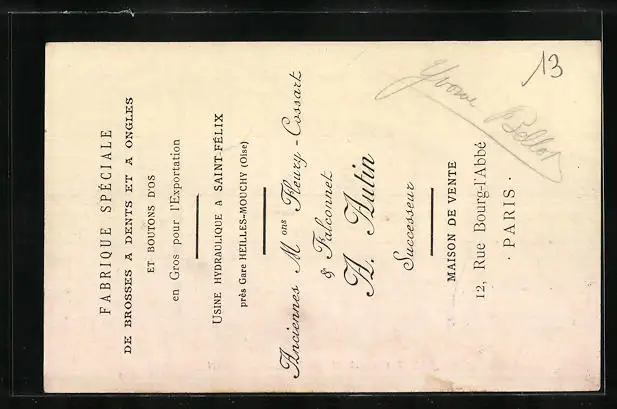 FABRIQUE SPÉCIALE
DE BROSSES A DENTS ET A ONGLES
ET BOUTONS D'OS
en Gros pour l'Exportation
USINE HYDRAULIQUE A SAINT-FÉLIX
près Gare HEILLES-MOUCHY (Oise)
Anciennes Mons Fleury-Cossart
& Falconnet
A. Autin
Successeur
MAISON DE VENTE
12, Rue Bourg-l'Abbé
· PARIS ·
Yvonne Bellot
13